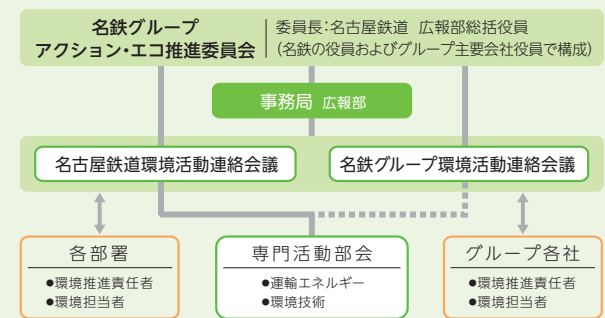 名鉄グループ
アクション・エコ推進委員会
委員長：名古屋鉄道 広報部総括役員
(名鉄の役員およびグループ主要会社役員で構成)
事務局 広報部
名古屋鉄道環境活動連絡会議
名鉄グループ環境活動連絡会議
各部署
●環境推進責任者
●環境担当者
専門活動部会
●運輸エネルギー
●環境技術
グループ各社
●環境推進責任者
●環境担当者